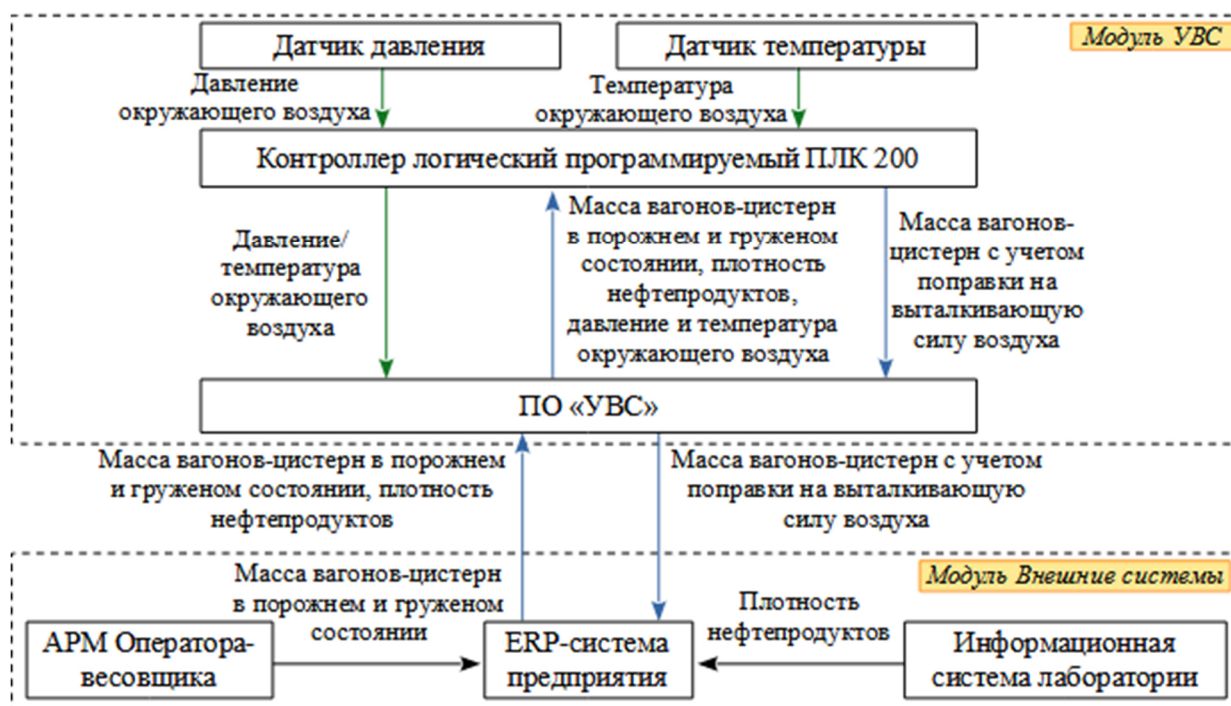 Датчик давления
Датчик температуры
Модуль УВС
Давление
окружающего воздуха
Температура
окружающего воздуха
Контроллер логический программируемый ПЛК 200
Давление/
температура
окружающего
воздуха
Масса вагонов-цистерн
в порожнем и груженом
состоянии, плотность
нефтепродуктов,
давление и температура
окружающего воздуха
Масса вагонов-
цистерн с учетом
поправки на
выталкивающую
силу воздуха
ПО «УВС»
Масса вагонов-цистерн в порожнем
и груженом состоянии, плотность
нефтепродуктов
Масса вагонов-цистерн с учетом
поправки на выталкивающую
силу воздуха
Модуль Внешние системы
Масса вагонов-цистерн
в порожнем и груженом
состоянии
Плотность
нефтепродуктов
АРМ Оператора-
весовщика
ERP-система
предприятия
Информационная
система лаборатории